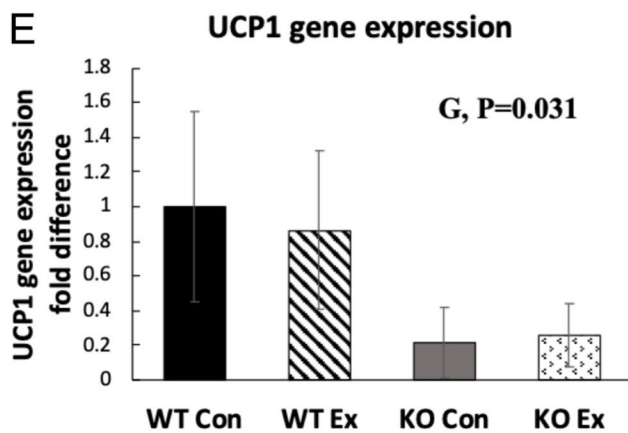 E
UCP1 gene expression
UCP1 gene expression
fold difference
1.8
1.6
1.4
1.2
1
0.8
0.6
0.4
0.2
0
G, P=0.031
WT Con
WT Ex
KO Con
KO Ex